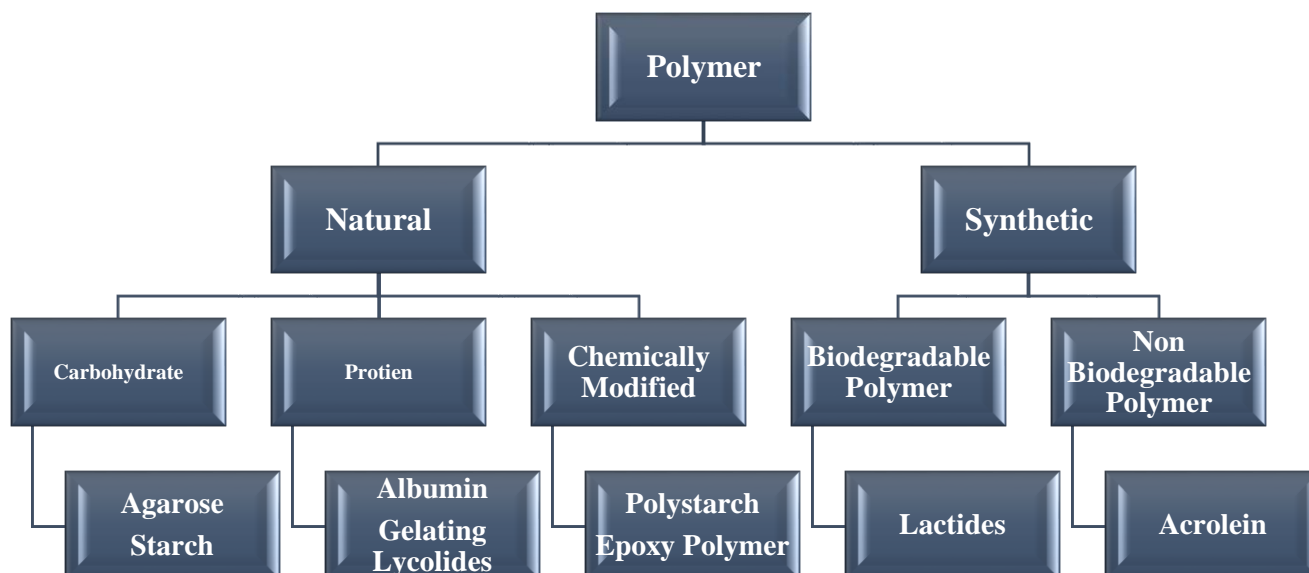 Polymer
Natural
Synthetic
Carbohydrate
Protien
Chemically
Modified
Biodegradable
Polymer
Non
Biodegradable
Polymer
Agarose
Starch
Albumin
Gelating
Lycolides
Polystarch
Epoxy Polymer
Lactides
Acrolein